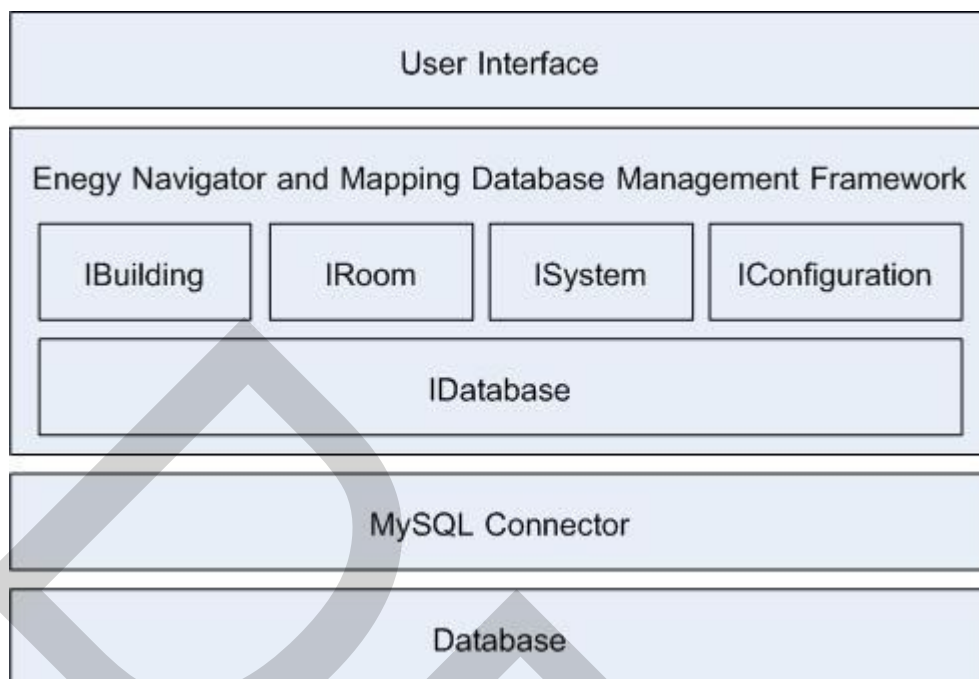 User Interface
Enegy Navigator and Mapping Database Management Framework
IBuilding IRoom ISystem IConfiguration
IDatabase
MySQL Connector
Database